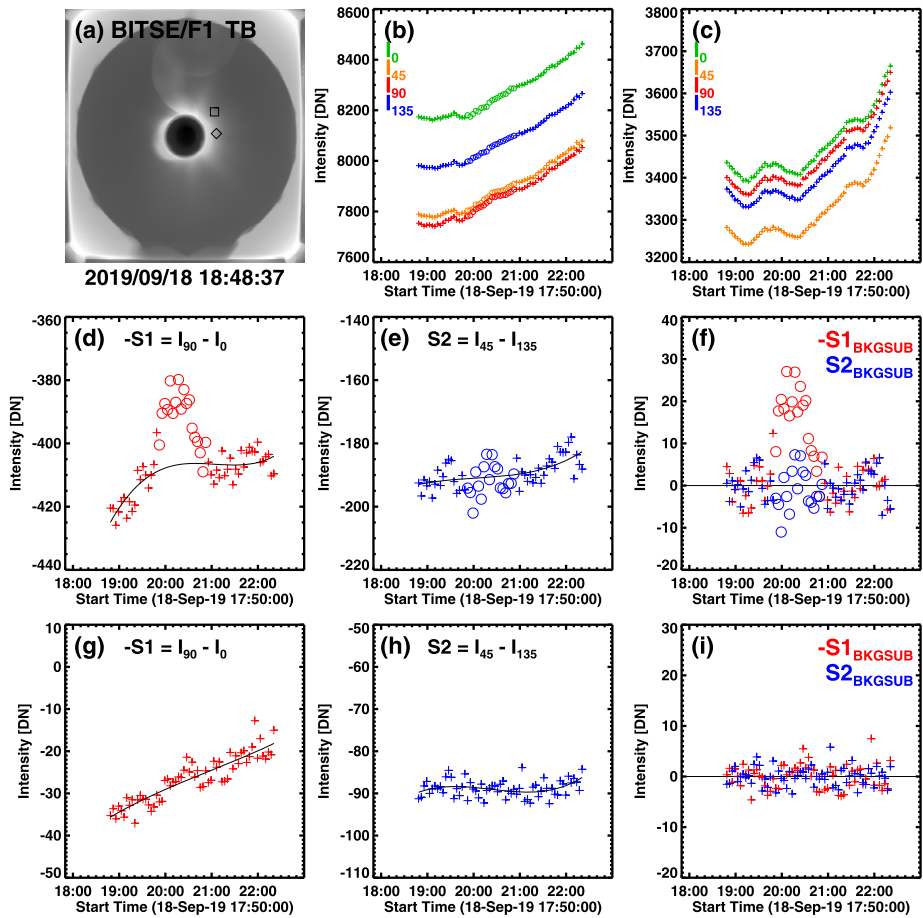 (a) BITSE/F1 TB
2019/09/18 18:48:37
(b)
0
45
90
135
8600
8400
8200
8000
7800
7600
Intensity [DN]
18:00 19:00 20:00 21:00 22:00
Start Time (18-Sep-19 17:50:00)
(c)
0
45
90
135
3800
3700
3600
3500
3400
3300
3200
Intensity [DN]
18:00 19:00 20:00 21:00 22:00
Start Time (18-Sep-19 17:50:00)
(d) -S1 = I90 - I0
-360
-380
-400
-420
-440
Intensity [DN]
18:00 19:00 20:00 21:00 22:00
Start Time (18-Sep-19 17:50:00)
(e) S2 = I45 - I135
-140
-160
-180
-200
-220
Intensity [DN]
18:00 19:00 20:00 21:00 22:00
Start Time (18-Sep-19 17:50:00)
(f) -S1BKGSUB
S2BKGSUB
40
30
20
10
0
-10
-20
Intensity [DN]
18:00 19:00 20:00 21:00 22:00
Start Time (18-Sep-19 17:50:00)
(g) -S1 = I90 - I0
10
0
-10
-20
-30
-40
-50
Intensity [DN]
18:00 19:00 20:00 21:00 22:00
Start Time (18-Sep-19 17:50:00)
(h) S2 = I45 - I135
-50
-60
-70
-80
-90
-100
-110
Intensity [DN]
18:00 19:00 20:00 21:00 22:00
Start Time (18-Sep-19 17:50:00)
(i) -S1BKGSUB
S2BKGSUB
30
20
10
0
-10
-20
Intensity [DN]
18:00 19:00 20:00 21:00 22:00
Start Time (18-Sep-19 17:50:00)